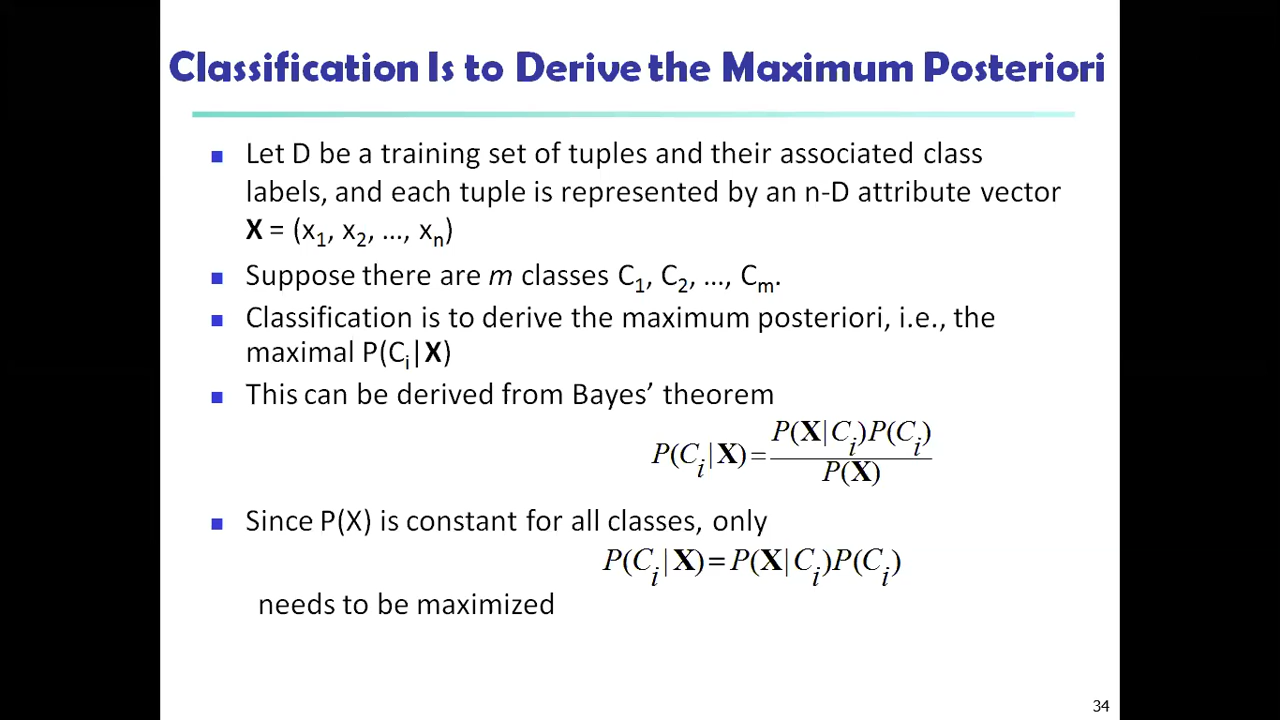 Classification Is to Derive the Maximum Posteriori
■ Let D be a training set of tuples and their associated class
labels, and each tuple is represented by an n-D attribute vector
X = (x₁, x₂, …, xₙ)
■ Suppose there are m classes C₁, C₂, …, Cₘ.
■ Classification is to derive the maximum posteriori, i.e., the
maximal P(Cᵢ|X)
■ This can be derived from Bayes’ theorem
P(Cᵢ|X) = P(X|Cᵢ)P(Cᵢ) / P(X)
■ Since P(X) is constant for all classes, only
P(Cᵢ|X) = P(X|Cᵢ)P(Cᵢ)
needs to be maximized
34